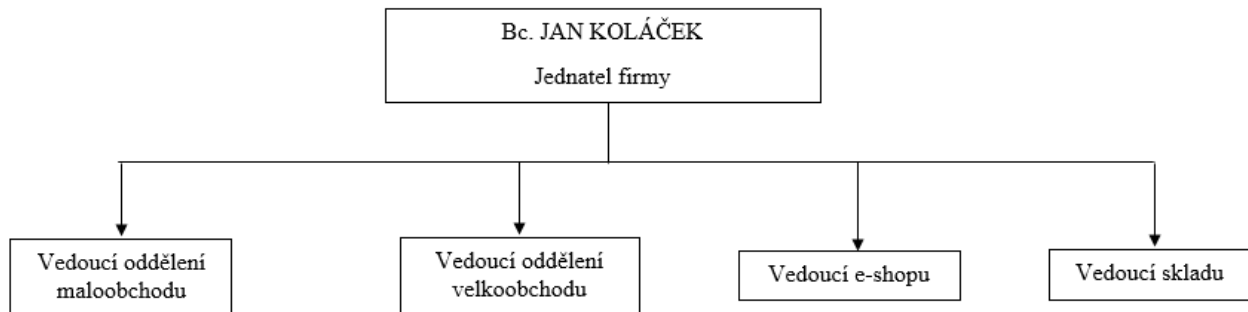 Bc. JAN KOLÁČEK
Jednatel firmy
Vedoucí oddělení
maloobchodu
Vedoucí oddělení
velkoobchodu
Vedoucí e-shopu
Vedoucí skladu